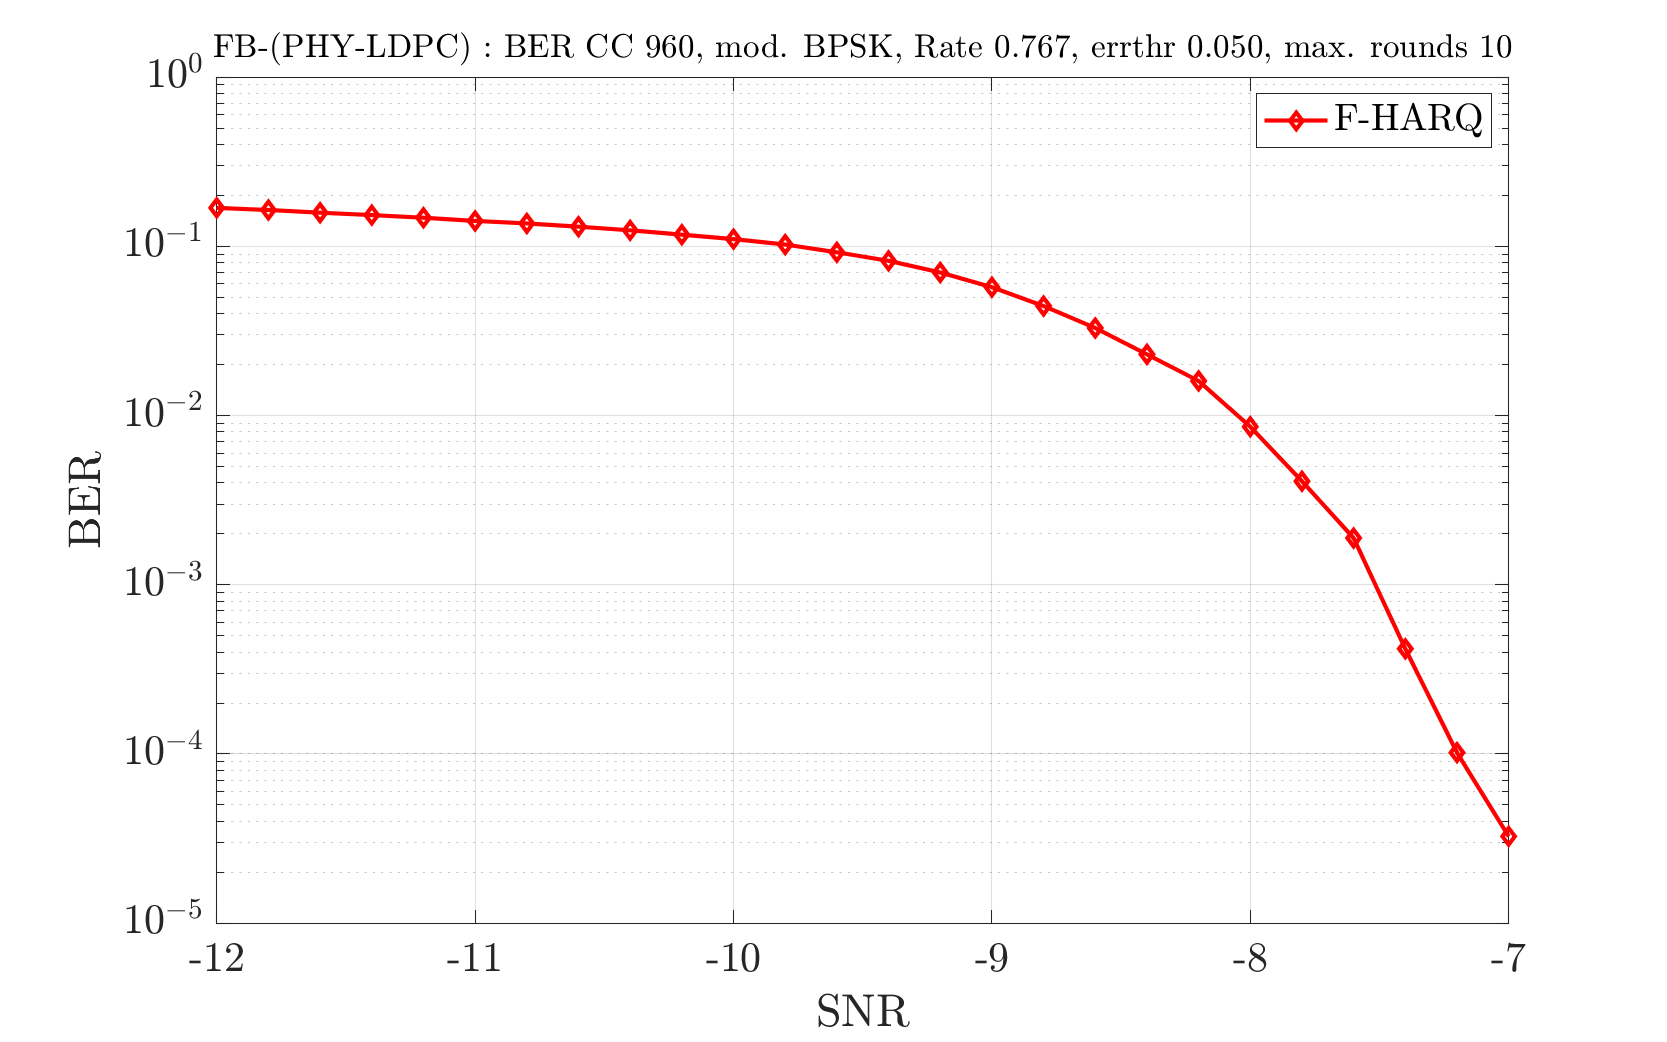 FB-(PHY-LDPC) : BER CC 960, mod. BPSK, Rate 0.767, errthr 0.050, max. rounds 10
F-HARQ
10^0
10^{-1}
10^{-2}
10^{-3}
10^{-4}
10^{-5}
BER
-12 -11 -10 -9 -8 -7
SNR